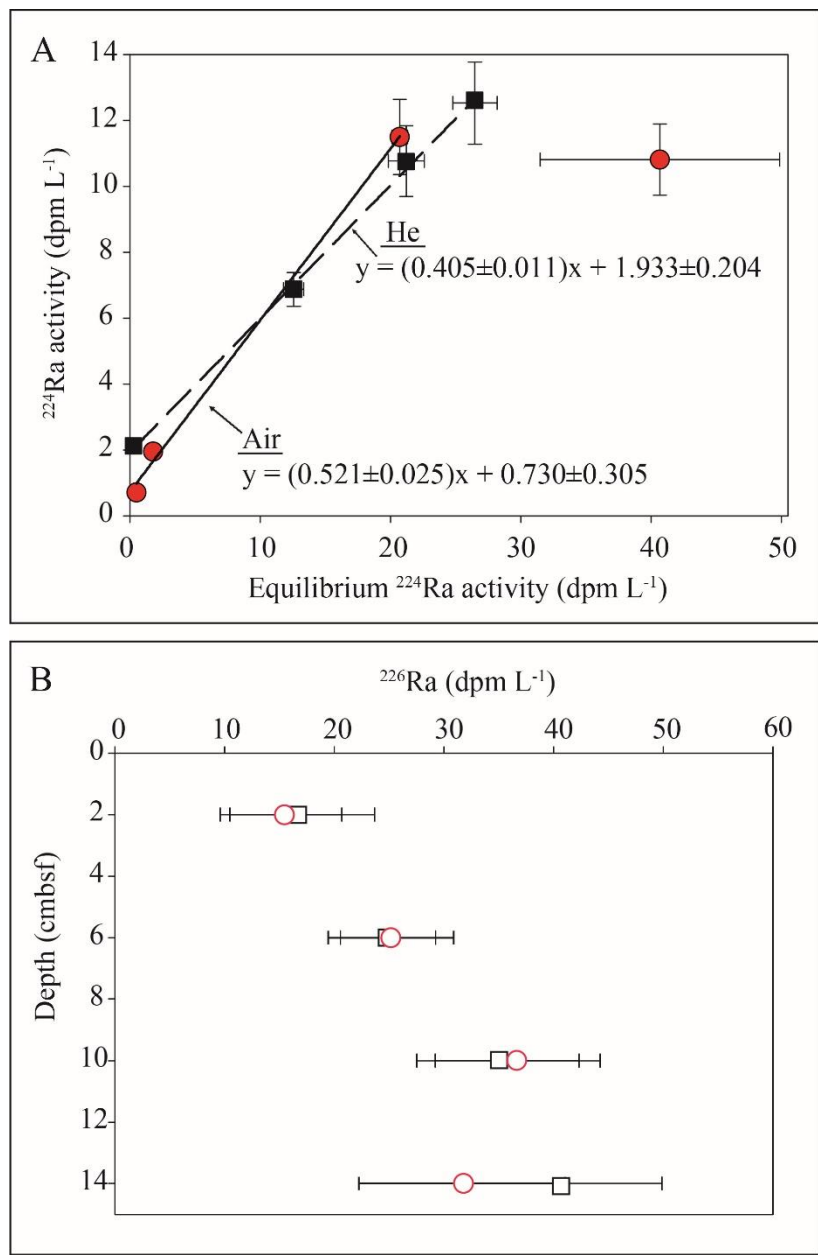 A
14
12
10
8
6
4
2
0
²²⁴Ra activity (dpm L⁻¹)
He
y = (0.405±0.011)x + 1.933±0.204
Air
y = (0.521±0.025)x + 0.730±0.305
0 10 20 30 40 50
Equilibrium ²²⁴Ra activity (dpm L⁻¹)
B
²²⁶Ra (dpm L⁻¹)
0 10 20 30 40 50 60
0
2
4
6
8
10
12
14
Depth (cmbsf)